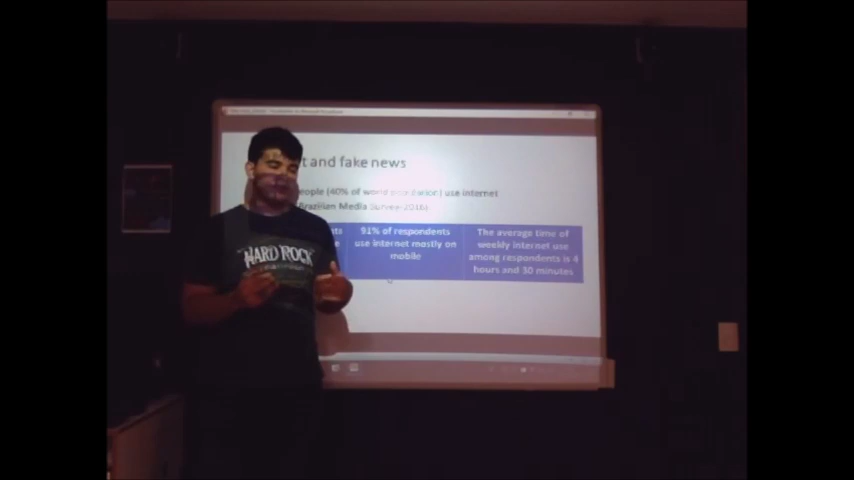 t and fake news
eople (40% of world population) use internet
Brazilian Media Survey-2016)
nts
e
91% of respondents
use internet mostly on
mobile
The average time of
weekly internet use
among respondents is 4
hours and 30 minutes
HARD ROCK